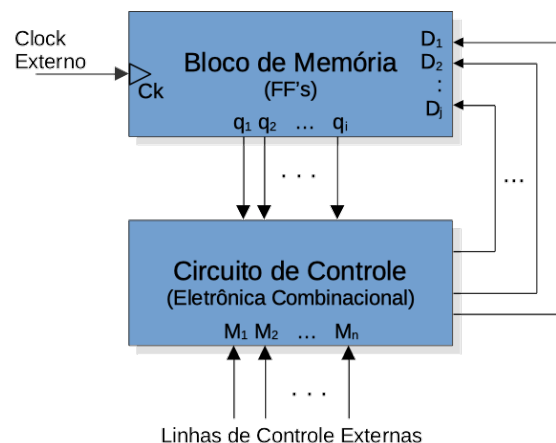 Clock
Externo
Ck
Bloco de Memória
(FF's)
D₁
D₂
:
Dⱼ
q₁ q₂ ... qᵢ
. . .
...
Circuito de Controle
(Eletrônica Combinacional)
M₁ M₂ ... Mₙ
. . .
Linhas de Controle Externas